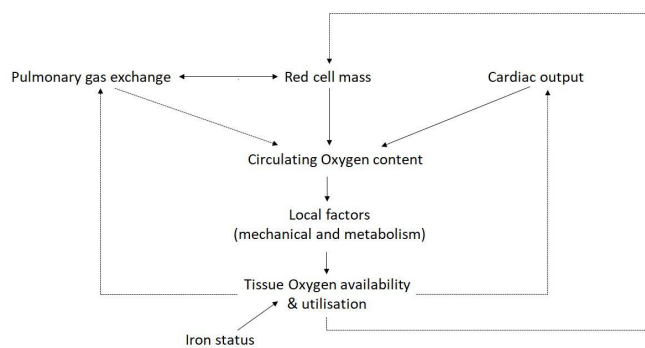 Pulmonary gas exchange
Red cell mass
Cardiac output
Circulating Oxygen content
Local factors
(mechanical and metabolism)
Tissue Oxygen availability
& utilisation
Iron status